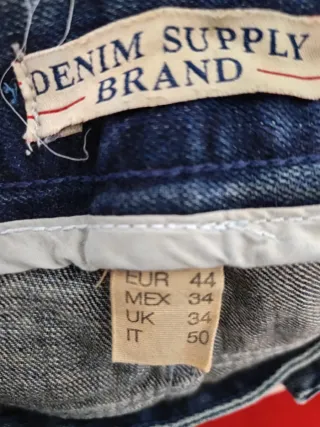 DENIM SUPPLY
BRAND
EUR 44
MEX 34
UK 34
IT 50